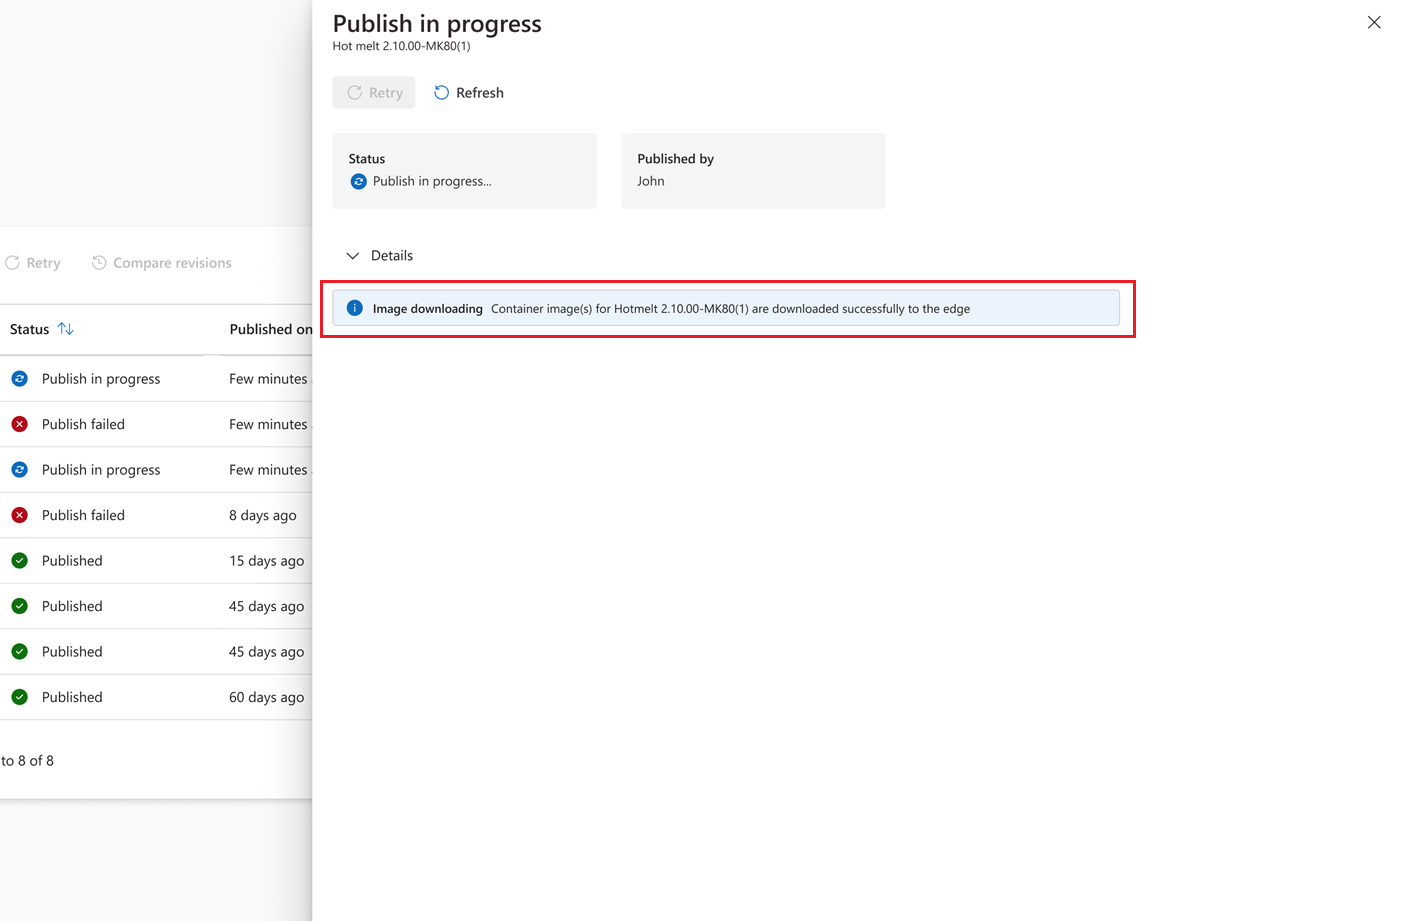 Publish in progress
Hot melt 2.10.00-MK80(1)
Retry Refresh
Status
Publish in progress...
Published by
John
Details
Image downloading Container image(s) for Hotmelt 2.10.00-MK80(1) are downloaded successfully to the edge
Retry Compare revisions
Status Published on
Publish in progress Few minutes
Publish failed Few minutes
Publish in progress Few minutes
Publish failed 8 days ago
Published 15 days ago
Published 45 days ago
Published 45 days ago
Published 60 days ago
to 8 of 8